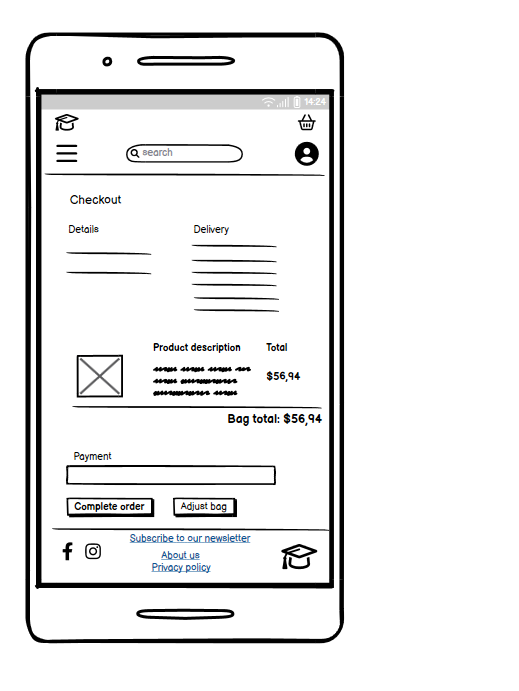 14:24
search
Checkout
Details Delivery
Product description Total
$56,94
Bag total: $56,94
Payment
Complete order Adjust bag
Subscribe to our newsletter
About us
Privacy policy